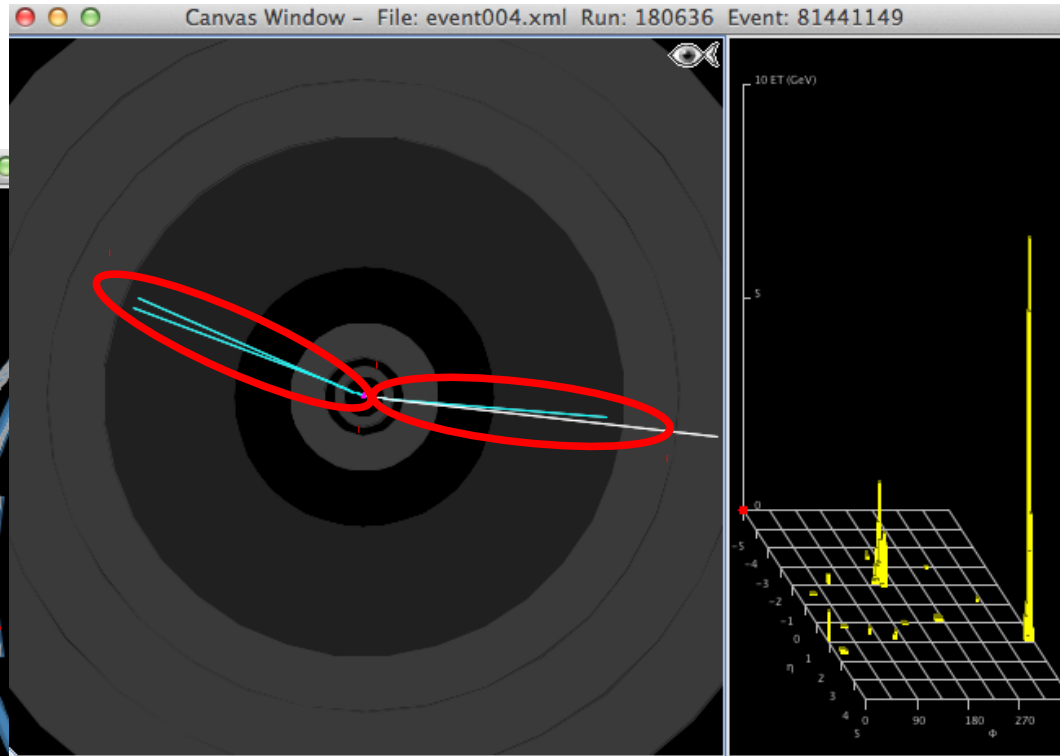 Canvas Window – File: event004.xml Run: 180636 Event: 81441149
10 ET (GeV)
5
0
-5
-4
-3
-2
-1
0
1
2
3
4
5
η
0 90 180 270
Φ